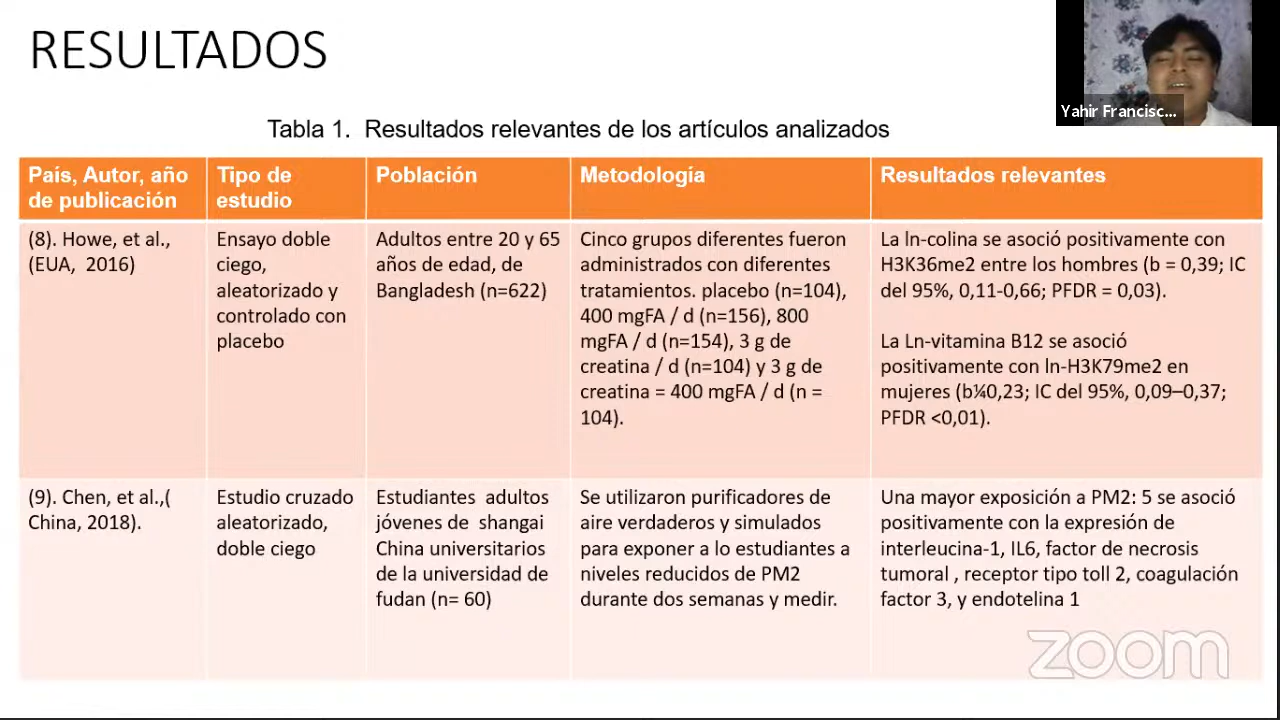 RESULTADOS
Yahir Francisc...
Tabla 1. Resultados relevantes de los artículos analizados
País, Autor, año
de publicación
Tipo de
estudio
Población
Metodología
Resultados relevantes
(8). Howe, et al.,
(EUA, 2016)
Ensayo doble
ciego,
aleatorizado y
controlado con
placebo
Adultos entre 20 y 65
años de edad, de
Bangladesh (n=622)
Cinco grupos diferentes fueron
administrados con diferentes
tratamientos. placebo (n=104),
400 mgFA / d (n=156), 800
mgFA / d (n=154), 3 g de
creatina / d (n=104) y 3 g de
creatina = 400 mgFA / d (n =
104).
La ln-colina se asoció positivamente con
H3K36me2 entre los hombres (b = 0,39; IC
del 95%, 0,11-0,66; PFDR = 0,03).
La Ln-vitamina B12 se asoció
positivamente con ln-H3K79me2 en
mujeres (b¼0,23; IC del 95%, 0,09–0,37;
PFDR <0,01).
(9). Chen, et al.,(
China, 2018).
Estudio cruzado
aleatorizado,
doble ciego
Estudiantes adultos
jóvenes de shangai
China universitarios
de la universidad de
fudan (n= 60)
Se utilizaron purificadores de
aire verdaderos y simulados
para exponer a lo estudiantes a
niveles reducidos de PM2
durante dos semanas y medir.
Una mayor exposición a PM2: 5 se asoció
positivamente con la expresión de
interleucina-1, IL6, factor de necrosis
tumoral , receptor tipo toll 2, coagulación
factor 3, y endotelina 1
zoom